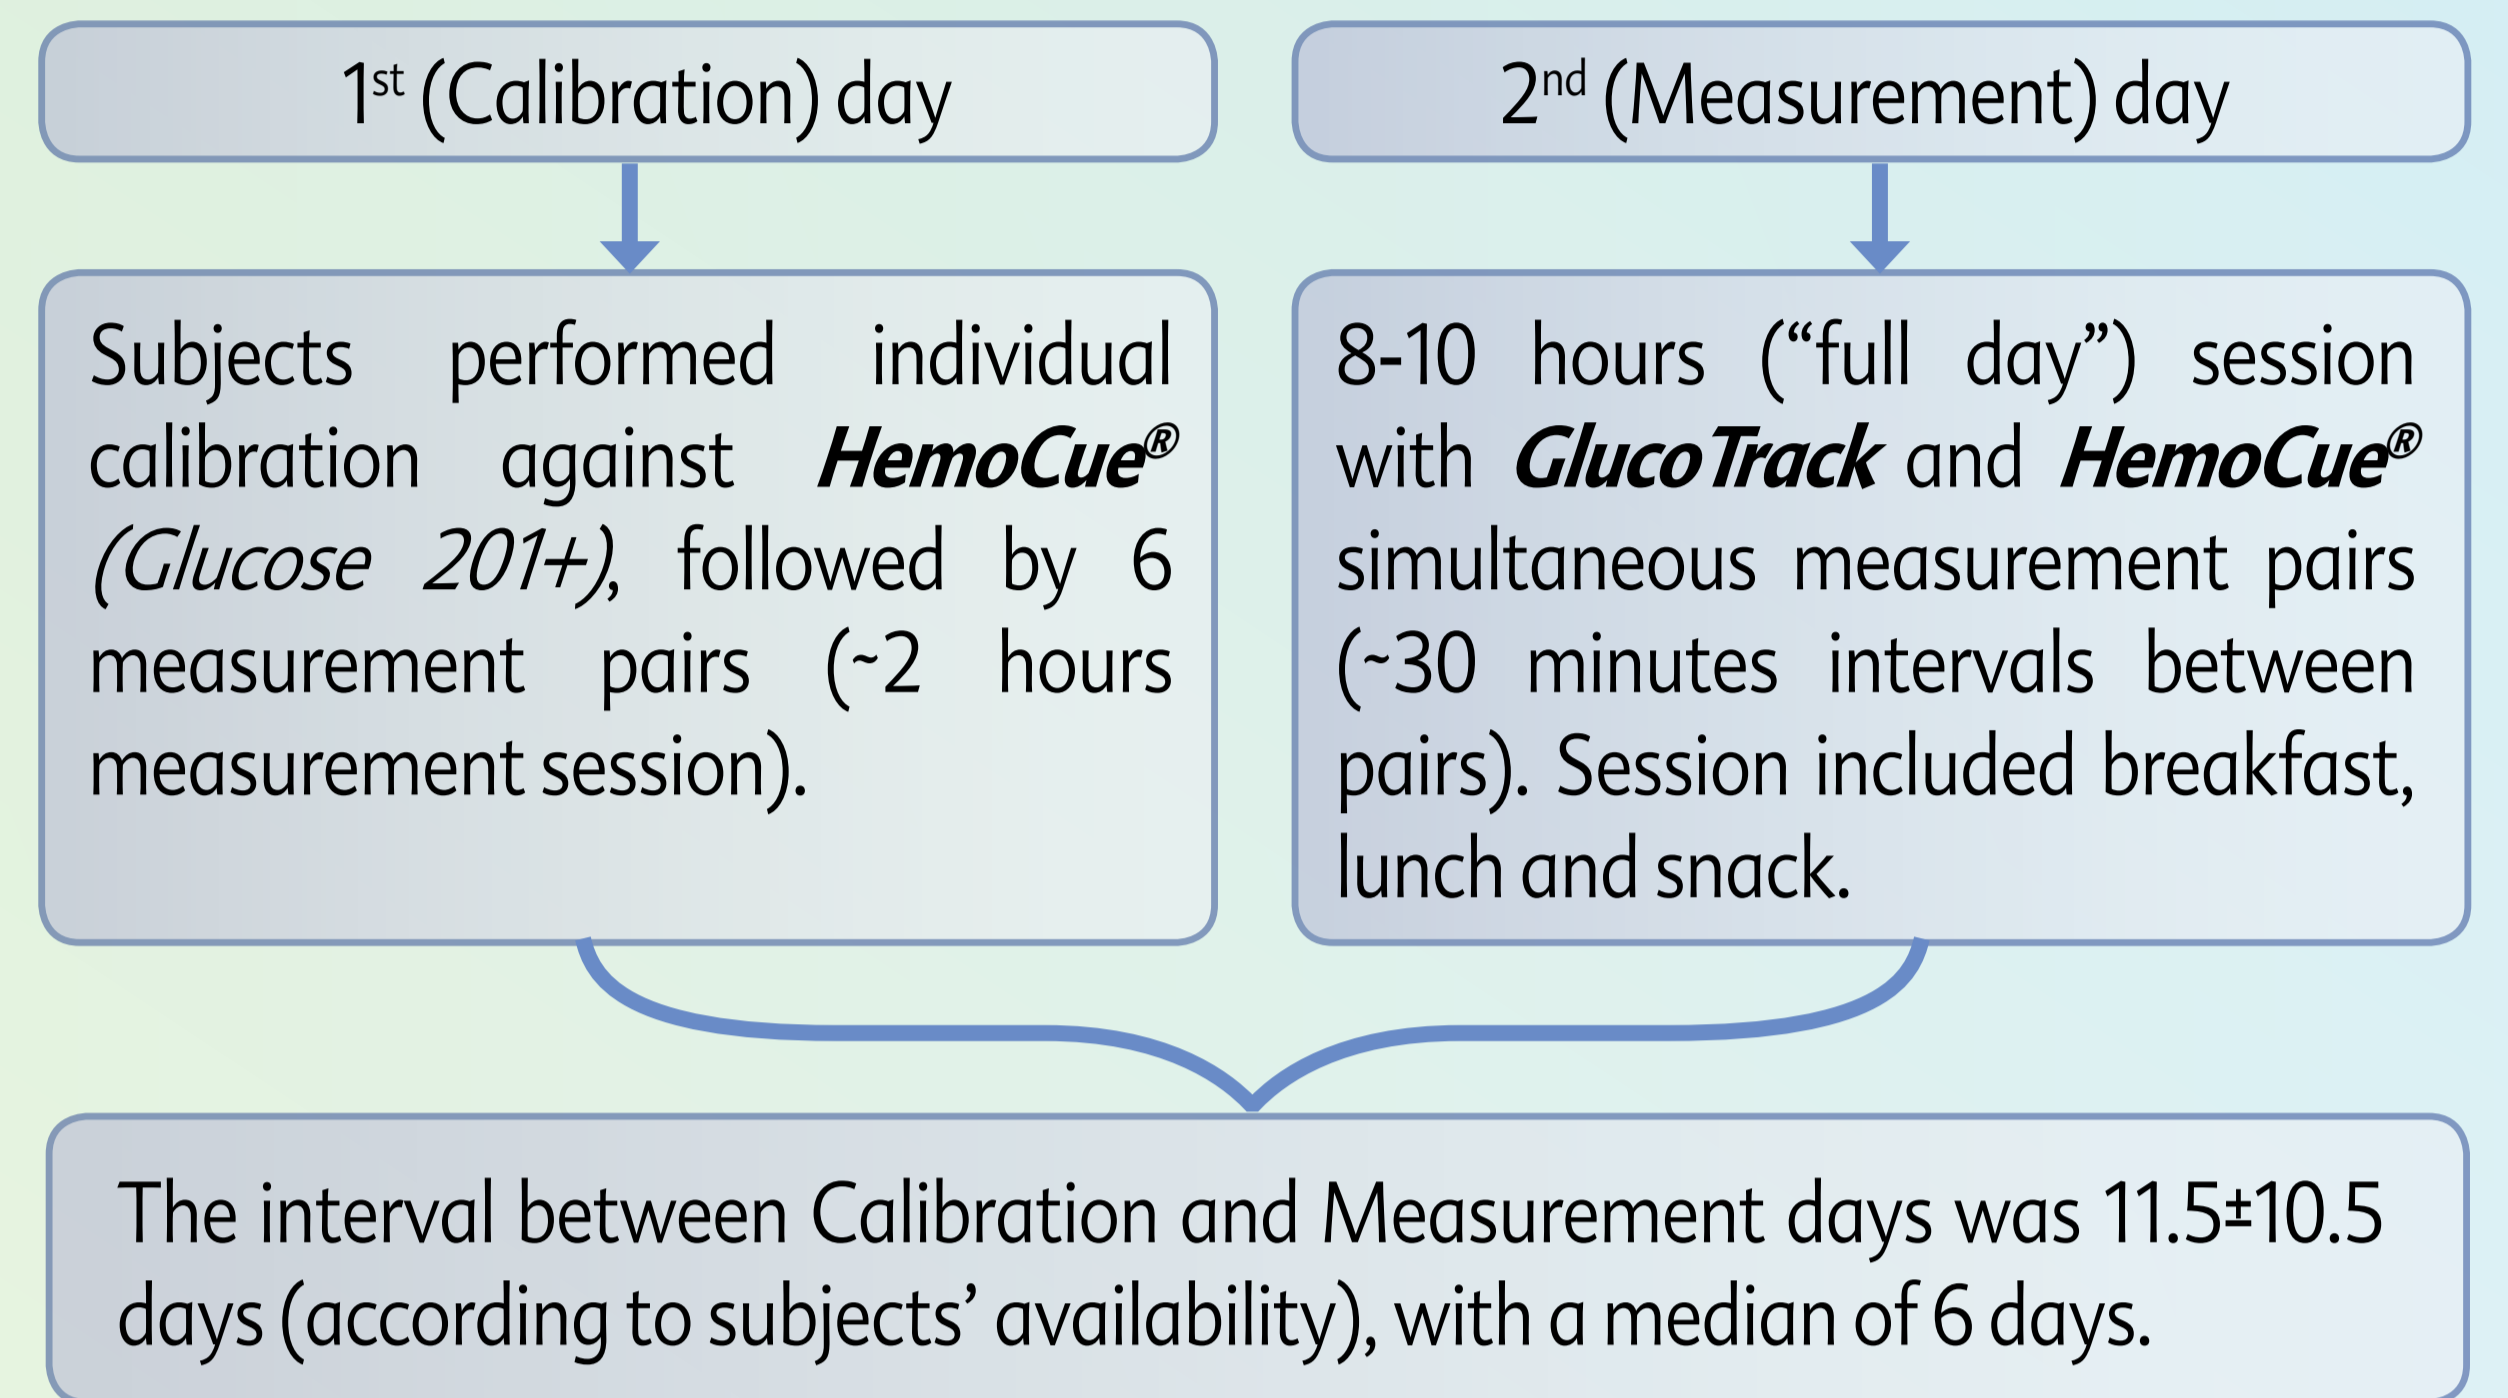 1st (Calibration) day
2nd (Measurement) day
Subjects performed individual
calibration against HemoCue®
(Glucose 201+), followed by 6
measurement pairs (~2 hours
measurement session).
8-10 hours (“full day”) session
with GlucoTrack and HemoCue®
simultaneous measurement pairs
(~30 minutes intervals between
pairs). Session included breakfast,
lunch and snack.
The interval between Calibration and Measurement days was 11.5±10.5
days (according to subjects’ availability), with a median of 6 days.